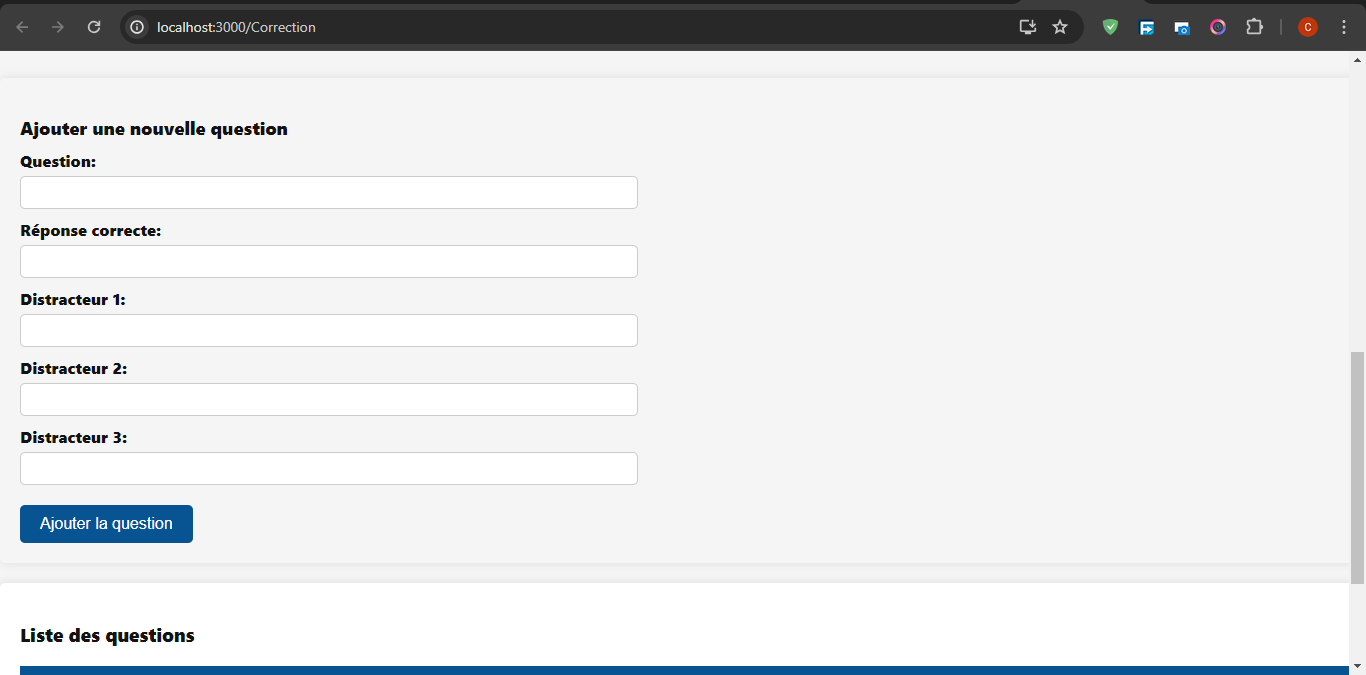 localhost:3000/Correction
C
Ajouter une nouvelle question
Question:
Réponse correcte:
Distracteur 1:
Distracteur 2:
Distracteur 3:
Ajouter la question
Liste des questions